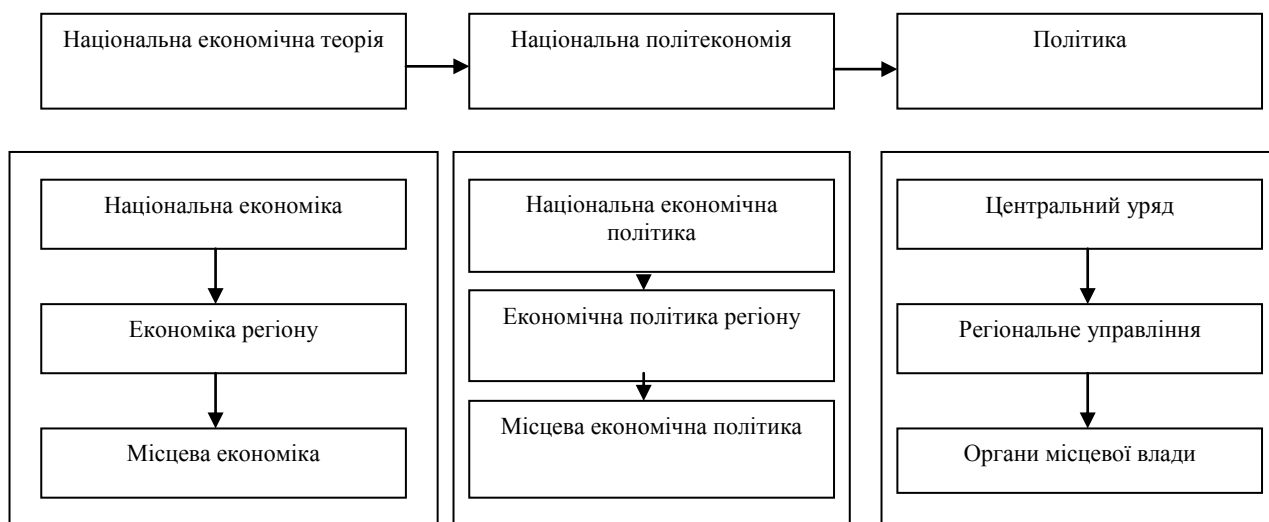 Національна економічна теорія
Національна політекономія
Політика
Національна економіка
Економіка регіону
Місцева економіка
Національна економічна
політика
Економічна політика регіону
Місцева економічна політика
Центральний уряд
Регіональне управління
Органи місцевої влади